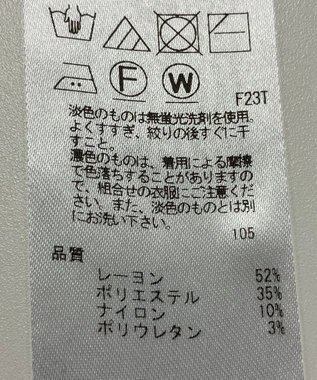 F W
F23T
淡色のものは無蛍光洗剤を使用。
よくすすぎ、絞りの後すぐに干
すこと。
濃色のものは、着用による摩擦
で色落ちすることがありますの
で、組合せの衣服にご注意くだ
さい。また、淡色のものとは別
にお洗い下さい。
105
品質
レーヨン 52%
ポリエステル 35%
ナイロン 10%
ポリウレタン 3%